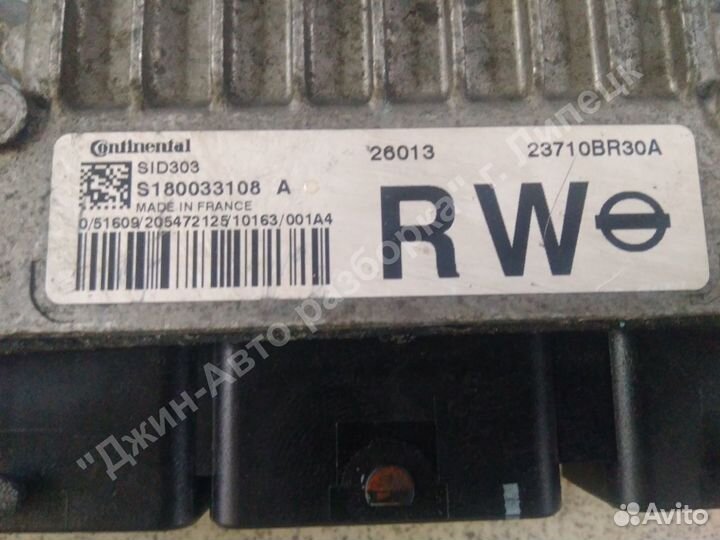 Continental
SID303
S180033108 A
MADE IN FRANCE
0/51609/205472125/10163/001A4
26013
23710BR30A
RW
"Джин-Авто разборка" г. Липецк
Avito